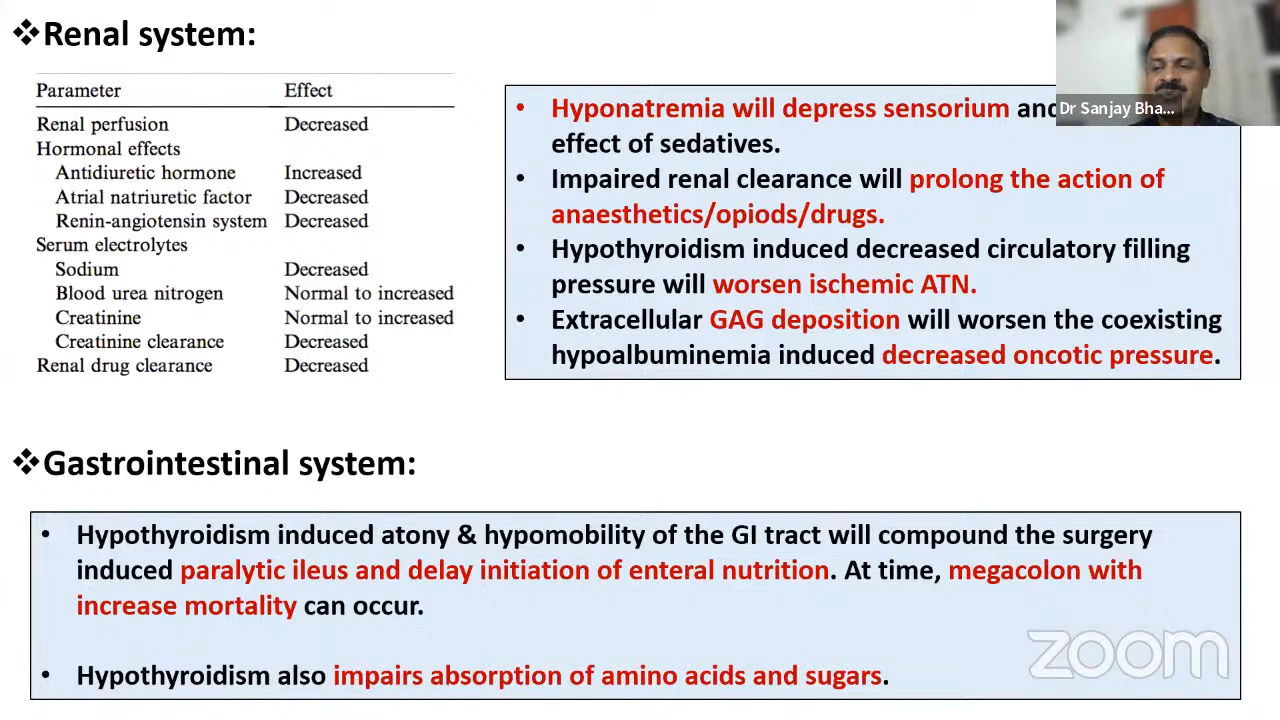 ❖Renal system:
Parameter Effect
Renal perfusion Decreased
Hormonal effects
Antidiuretic hormone Increased
Atrial natriuretic factor Decreased
Renin-angiotensin system Decreased
Serum electrolytes
Sodium Decreased
Blood urea nitrogen Normal to increased
Creatinine Normal to increased
Creatinine clearance Decreased
Renal drug clearance Decreased
• Hyponatremia will depress sensorium and
effect of sedatives.
• Impaired renal clearance will prolong the action of
anaesthetics/opiods/drugs.
• Hypothyroidism induced decreased circulatory filling
pressure will worsen ischemic ATN.
• Extracellular GAG deposition will worsen the coexisting
hypoalbuminemia induced decreased oncotic pressure.
Dr Sanjay Bha...
❖Gastrointestinal system:
• Hypothyroidism induced atony & hypomobility of the GI tract will compound the surgery
induced paralytic ileus and delay initiation of enteral nutrition. At time, megacolon with
increase mortality can occur.
• Hypothyroidism also impairs absorption of amino acids and sugars.
zoom